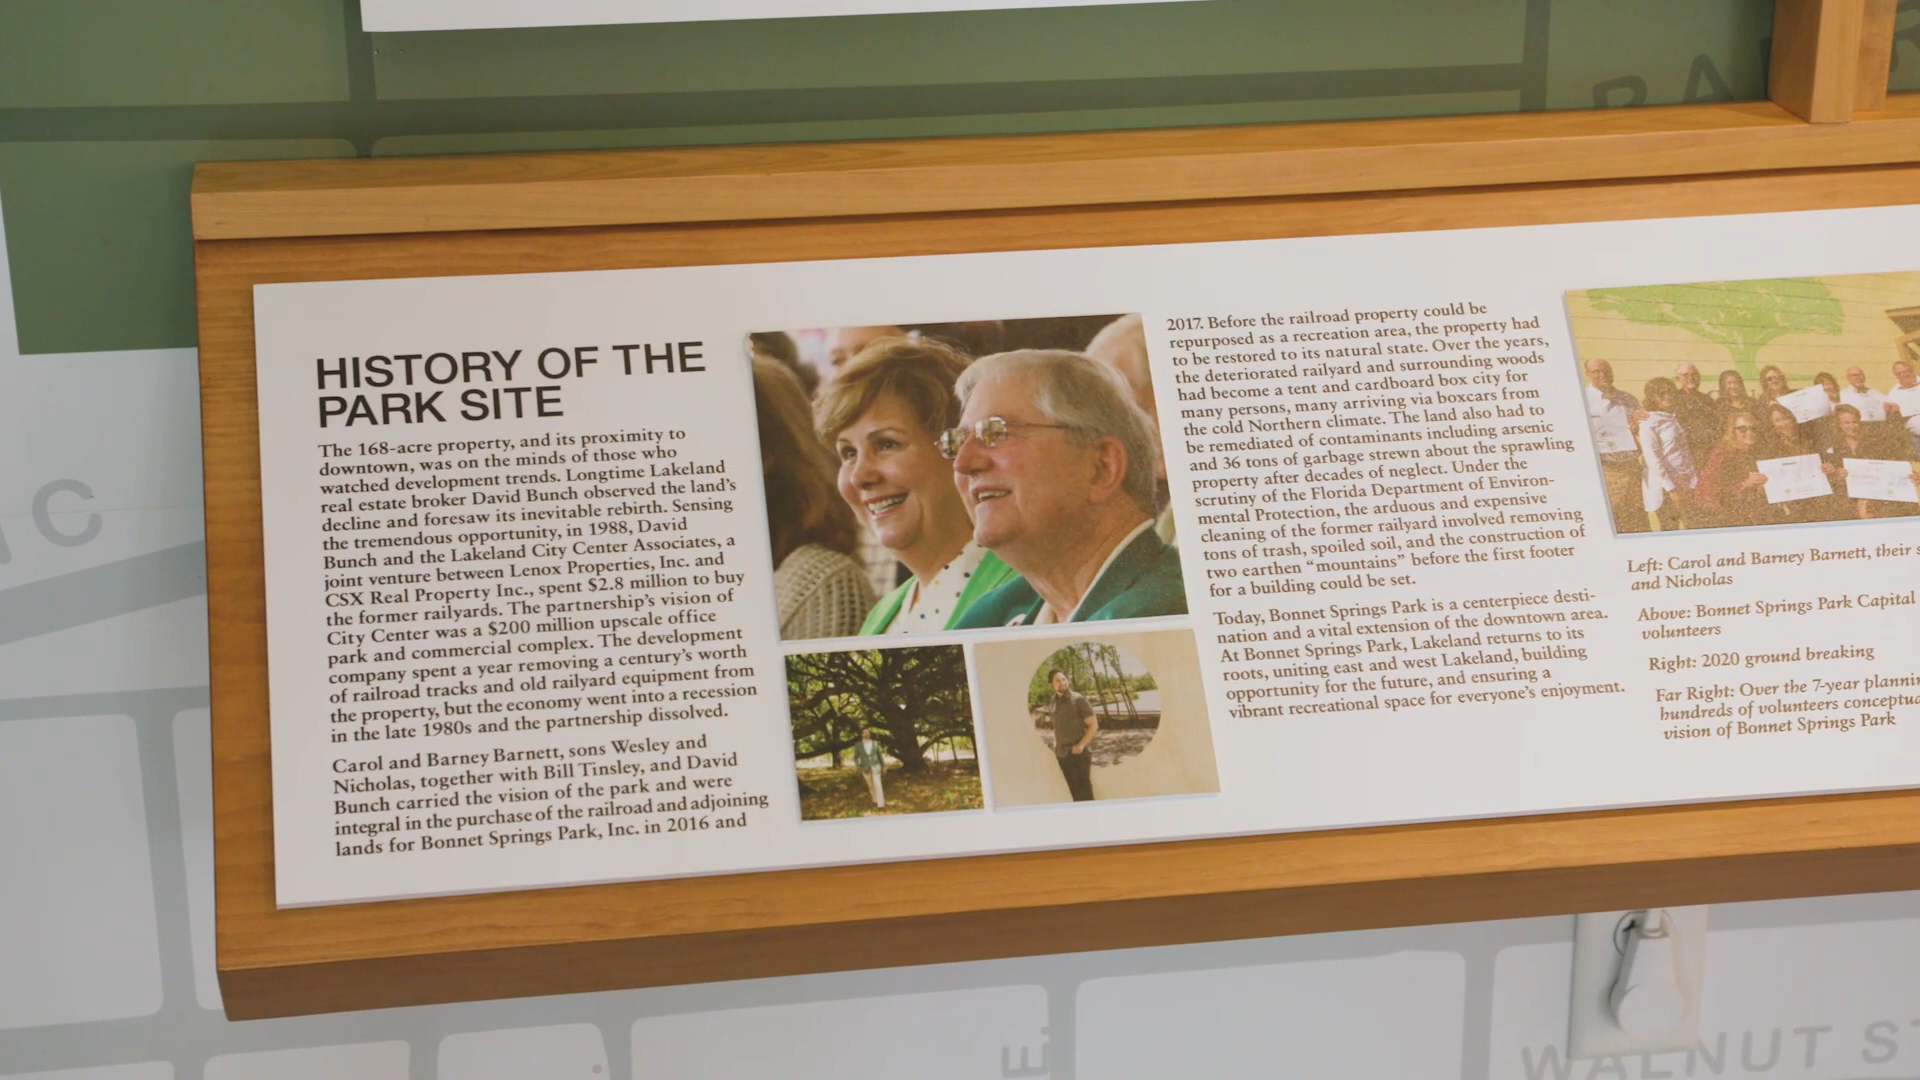 HISTORY OF THE
PARK SITE
The 168-acre property, and its proximity to
downtown, was on the minds of those who
watched development trends. Longtime Lakeland
real estate broker David Bunch observed the land's
decline and foresaw its inevitable rebirth. Sensing
the tremendous opportunity, in 1988, David
Bunch and the Lakeland City Center Associates, a
joint venture between Lenox Properties, Inc. and
CSX Real Property Inc., spent $2.8 million to buy
the former railyards. The partnership's vision of
City Center was a $200 million upscale office
park and commercial complex. The development
company spent a year removing a century's worth
of railroad tracks and old railyard equipment from
the property, but the economy went into a recession
in the late 1980s and the partnership dissolved.
Carol and Barney Barnett, sons Wesley and
Nicholas, together with Bill Tinsley, and David
Bunch carried the vision of the park and were
integral in the purchase of the railroad and adjoining
lands for Bonnet Springs Park, Inc. in 2016 and
2017. Before the railroad property could be
repurposed as a recreation area, the property had
to be restored to its natural state. Over the years,
the deteriorated railyard and surrounding woods
had become a tent and cardboard box city for
many persons, many arriving via boxcars from
the cold Northern climate. The land also had to
be remediated of contaminants including arsenic
and 36 tons of garbage strewn about the sprawling
property after decades of neglect. Under the
scrutiny of the Florida Department of Environ-
mental Protection, the arduous and expensive
cleaning of the former railyard involved removing
tons of trash, spoiled soil, and the construction of
two earthen "mountains" before the first footer
for a building could be set.
Today, Bonnet Springs Park is a centerpiece desti-
nation and a vital extension of the downtown area.
At Bonnet Springs Park, Lakeland returns to its
roots, uniting east and west Lakeland, building
opportunity for the future, and ensuring a
vibrant recreational space for everyone's enjoyment.
Left: Carol and Barney Barnett, their
and Nicholas
Above: Bonnet Springs Park Capital
volunteers
Right: 2020 ground breaking
Far Right: Over the 7-year
hundreds of volunteers
vision of Bonnet Springs Park
WALNUT